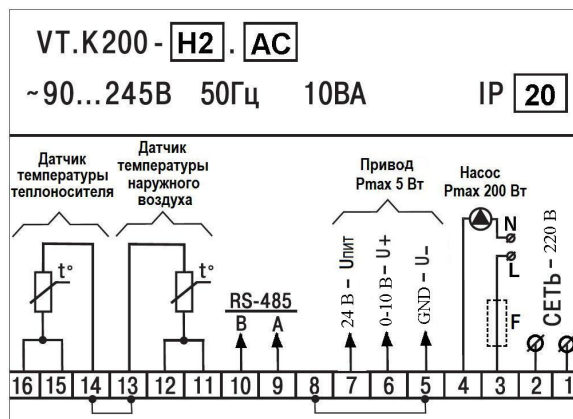 VT.K200 - H2 . AC
~90...245В 50Гц 10ВА IP 20
Датчик
температуры
теплоносителя
Датчик
температуры
наружного
воздуха
Привод
Pmax 5 Вт
Насос
Pmax 200 Вт
t°
t°
RS-485
B A
24 В – Uпит
0-10 В – U+
GND – U–
N
L
F
СЕТЬ – 220 В
16 15 14 13 12 11 10 9 8 7 6 5 4 3 2 1